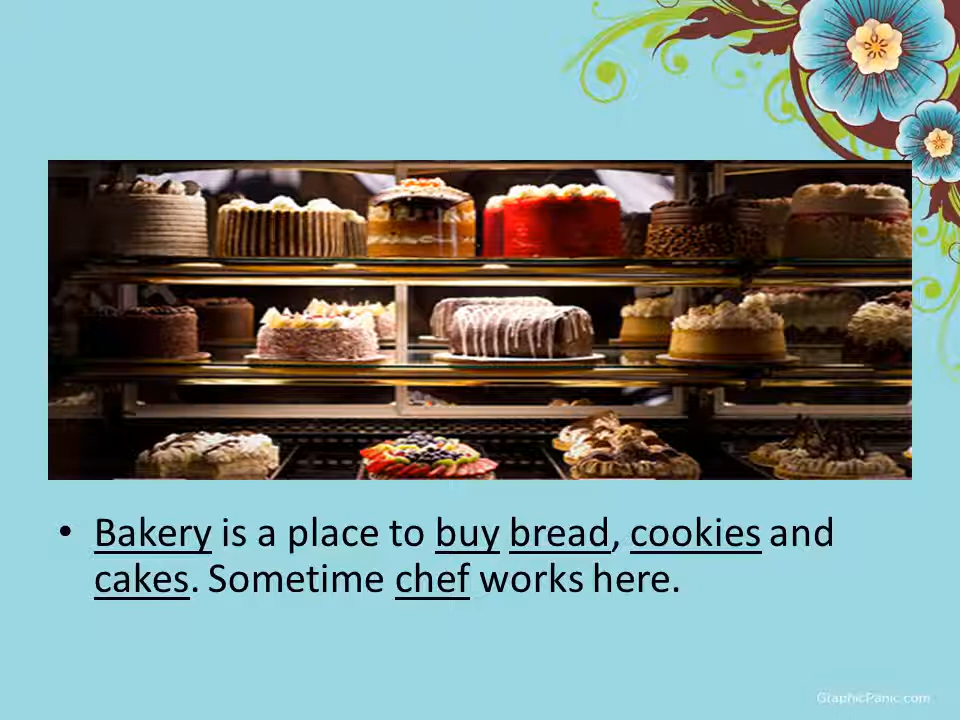 • Bakery is a place to buy bread, cookies and
cakes. Sometime chef works here.
GraphicPanic.com